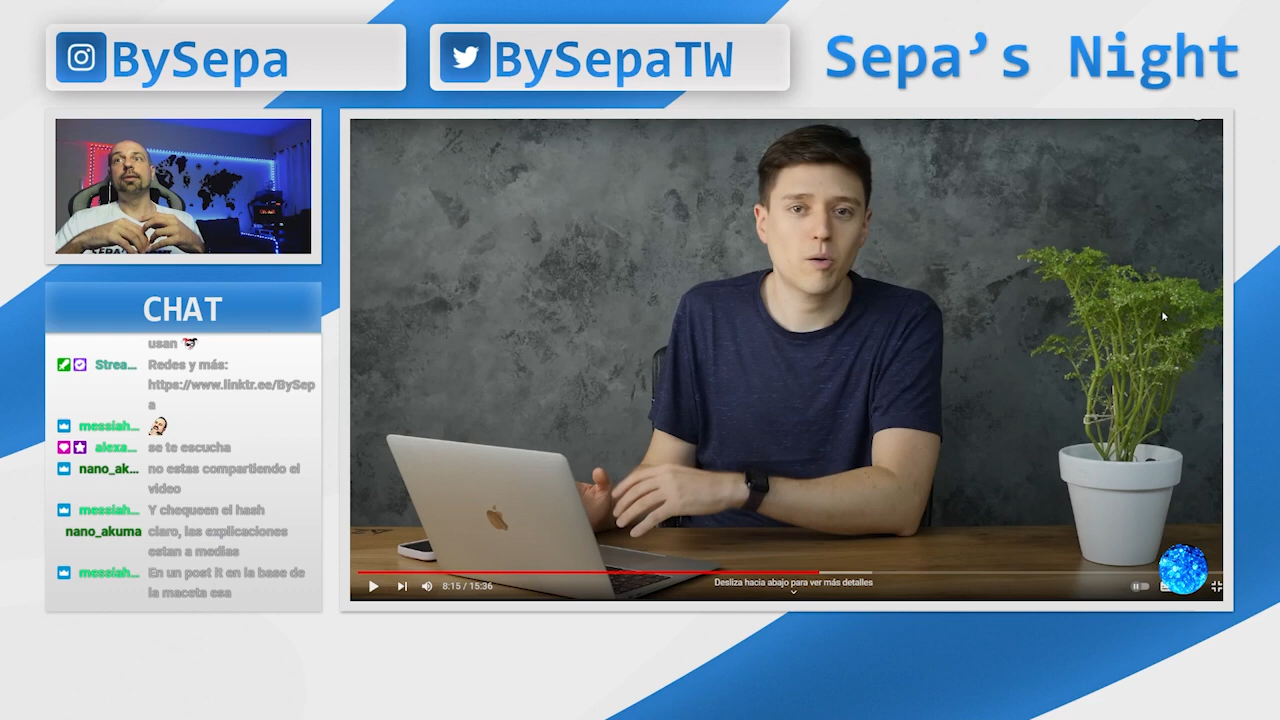 BySepa
BySepaTW
Sepa's Night
CHAT
usan
Strea... Redes y más:
https://www.linktr.ee/BySep
a
messiah...
alexa... se te escucha
nano_ak... no estas compartiendo el
video
messiah... Y chequeen el hash
nano_akuma claro, las explicaciones
estan a medias
messiah... En un post it en la base de
la maceta esa
8:15 / 15:36
Desliza hacia abajo para ver más detalles